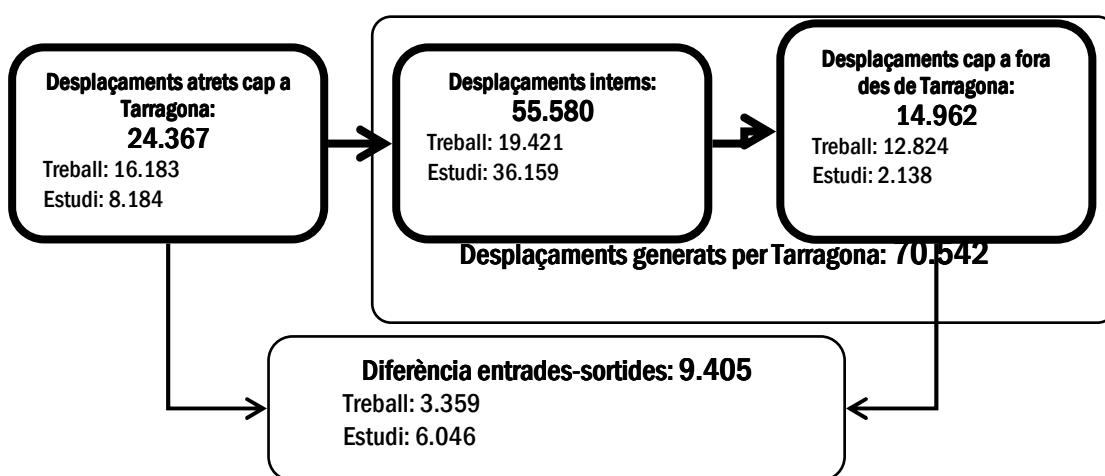 Desplaçaments atrets cap a
Tarragona:
24.367
Treball: 16.183
Estudi: 8.184
Desplaçaments interns:
55.580
Treball: 19.421
Estudi: 36.159
Desplaçaments cap a fora
des de Tarragona:
14.962
Treball: 12.824
Estudi: 2.138
Desplaçaments generats per Tarragona: 70.542
Diferència entrades-sortides: 9.405
Treball: 3.359
Estudi: 6.046